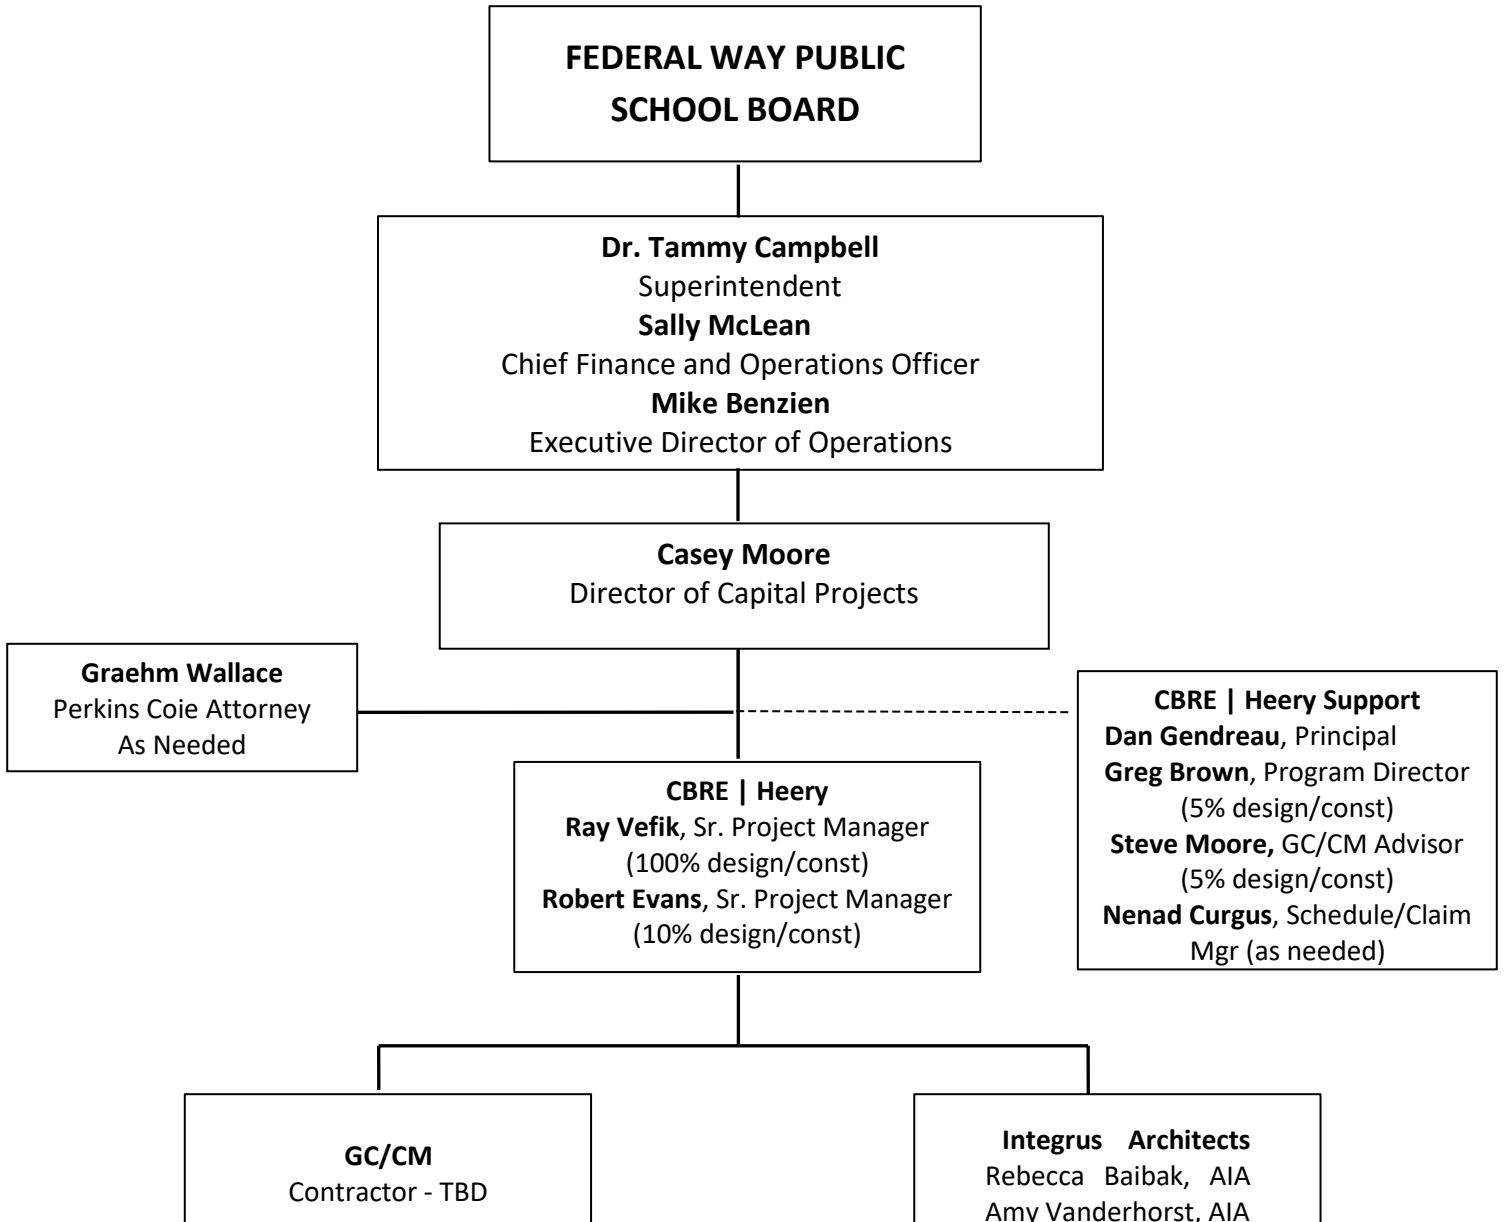 FEDERAL WAY PUBLIC
SCHOOL BOARD
Dr. Tammy Campbell
Superintendent
Sally McLean
Chief Finance and Operations Officer
Mike Benzien
Executive Director of Operations
Casey Moore
Director of Capital Projects
Graehm Wallace
Perkins Coie Attorney
As Needed
CBRE | Heery Support
Dan Gendreau, Principal
Greg Brown, Program Director
(5% design/const)
Steve Moore, GC/CM Advisor
(5% design/const)
Nenad Curgus, Schedule/Claim
Mgr (as needed)
CBRE | Heery
Ray Vefik, Sr. Project Manager
(100% design/const)
Robert Evans, Sr. Project Manager
(10% design/const)
GC/CM
Contractor - TBD
Integrus Architects
Rebecca Baibak, AIA
Amy Vanderhorst, AIA